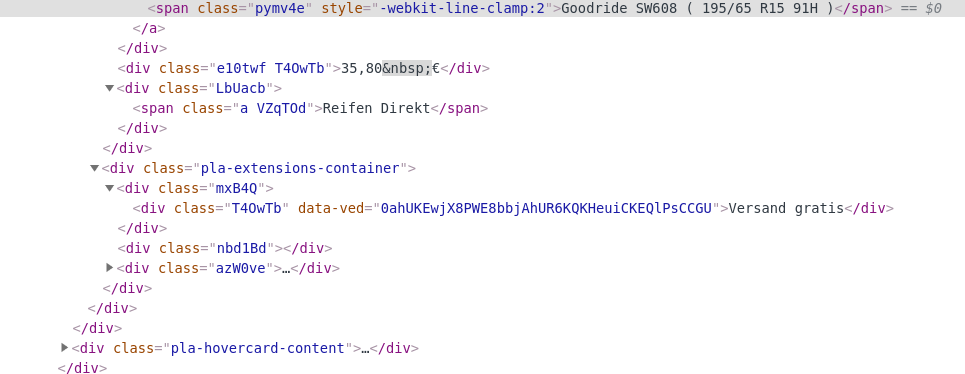 <span class="pymv4e" style="-webkit-line-clamp:2">Goodride SW608 ( 195/65 R15 91H )</span> == $0
</a>
</div>
<div class="e10twf T4OwTb">35,80&nbsp;€</div>
<div class="LbUacb">
<span class="a VZqTOd">Reifen Direkt</span>
</div>
</div>
<div class="pla-extensions-container">
<div class="mxB4Q">
<div class="T4OwTb" data-ved="0ahUKEwjX8PWE8bbjAhUR6KQKHeuiCKEQlPsCCGU">Versand gratis</div>
</div>
<div class="nbd1Bd"></div>
<div class="azW0ve">…</div>
</div>
</div>
</div>
<div class="pla-hovercard-content">…</div>
</div>